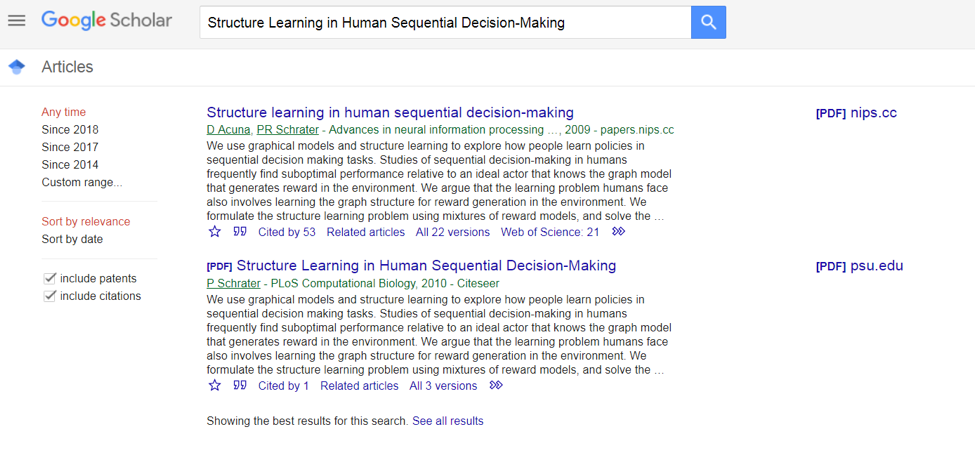 Google Scholar
Structure Learning in Human Sequential Decision-Making
Articles
Any time
Since 2018
Since 2017
Since 2014
Custom range...
Sort by relevance
Sort by date
include patents
include citations
Structure learning in human sequential decision-making
[PDF] nips.cc
D Acuna, PR Schrater - Advances in neural information processing ..., 2009 - papers.nips.cc
We use graphical models and structure learning to explore how people learn policies in
sequential decision making tasks. Studies of sequential decision-making in humans
frequently find suboptimal performance relative to an ideal actor that knows the graph model
that generates reward in the environment. We argue that the learning problem humans face
also involves learning the graph structure for reward generation in the environment. We
formulate the structure learning problem using mixtures of reward models, and solve the ...
Cited by 53 Related articles All 22 versions Web of Science: 21
[PDF] Structure Learning in Human Sequential Decision-Making
[PDF] psu.edu
P Schrater - PLoS Computational Biology, 2010 - Citeseer
We use graphical models and structure learning to explore how people learn policies in
sequential decision making tasks. Studies of sequential decision-making in humans
frequently find suboptimal performance relative to an ideal actor that knows the graph model
that generates reward in the environment. We argue that the learning problem humans face
also involves learning the graph structure for reward generation in the environment. We
formulate the structure learning problem using mixtures of reward models, and solve the ...
Cited by 1 Related articles All 3 versions
Showing the best results for this search. See all results